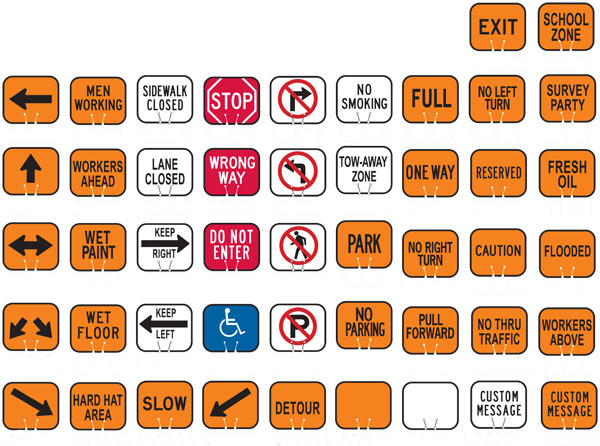 EXIT
SCHOOL
ZONE
MEN
WORKING
SIDEWALK
CLOSED
STOP
NO
SMOKING
FULL
NO LEFT
TURN
SURVEY
PARTY
WORKERS
AHEAD
LANE
CLOSED
WRONG
WAY
TOW-AWAY
ZONE
ONE WAY
RESERVED
FRESH
OIL
WET
PAINT
KEEP
RIGHT
DO NOT
ENTER
PARK
NO RIGHT
TURN
CAUTION
FLOODED
WET
FLOOR
KEEP
LEFT
P
NO
PARKING
PULL
FORWARD
NO THRU
TRAFFIC
WORKERS
ABOVE
HARD HAT
AREA
SLOW
DETOUR
CUSTOM
MESSAGE
CUSTOM
MESSAGE